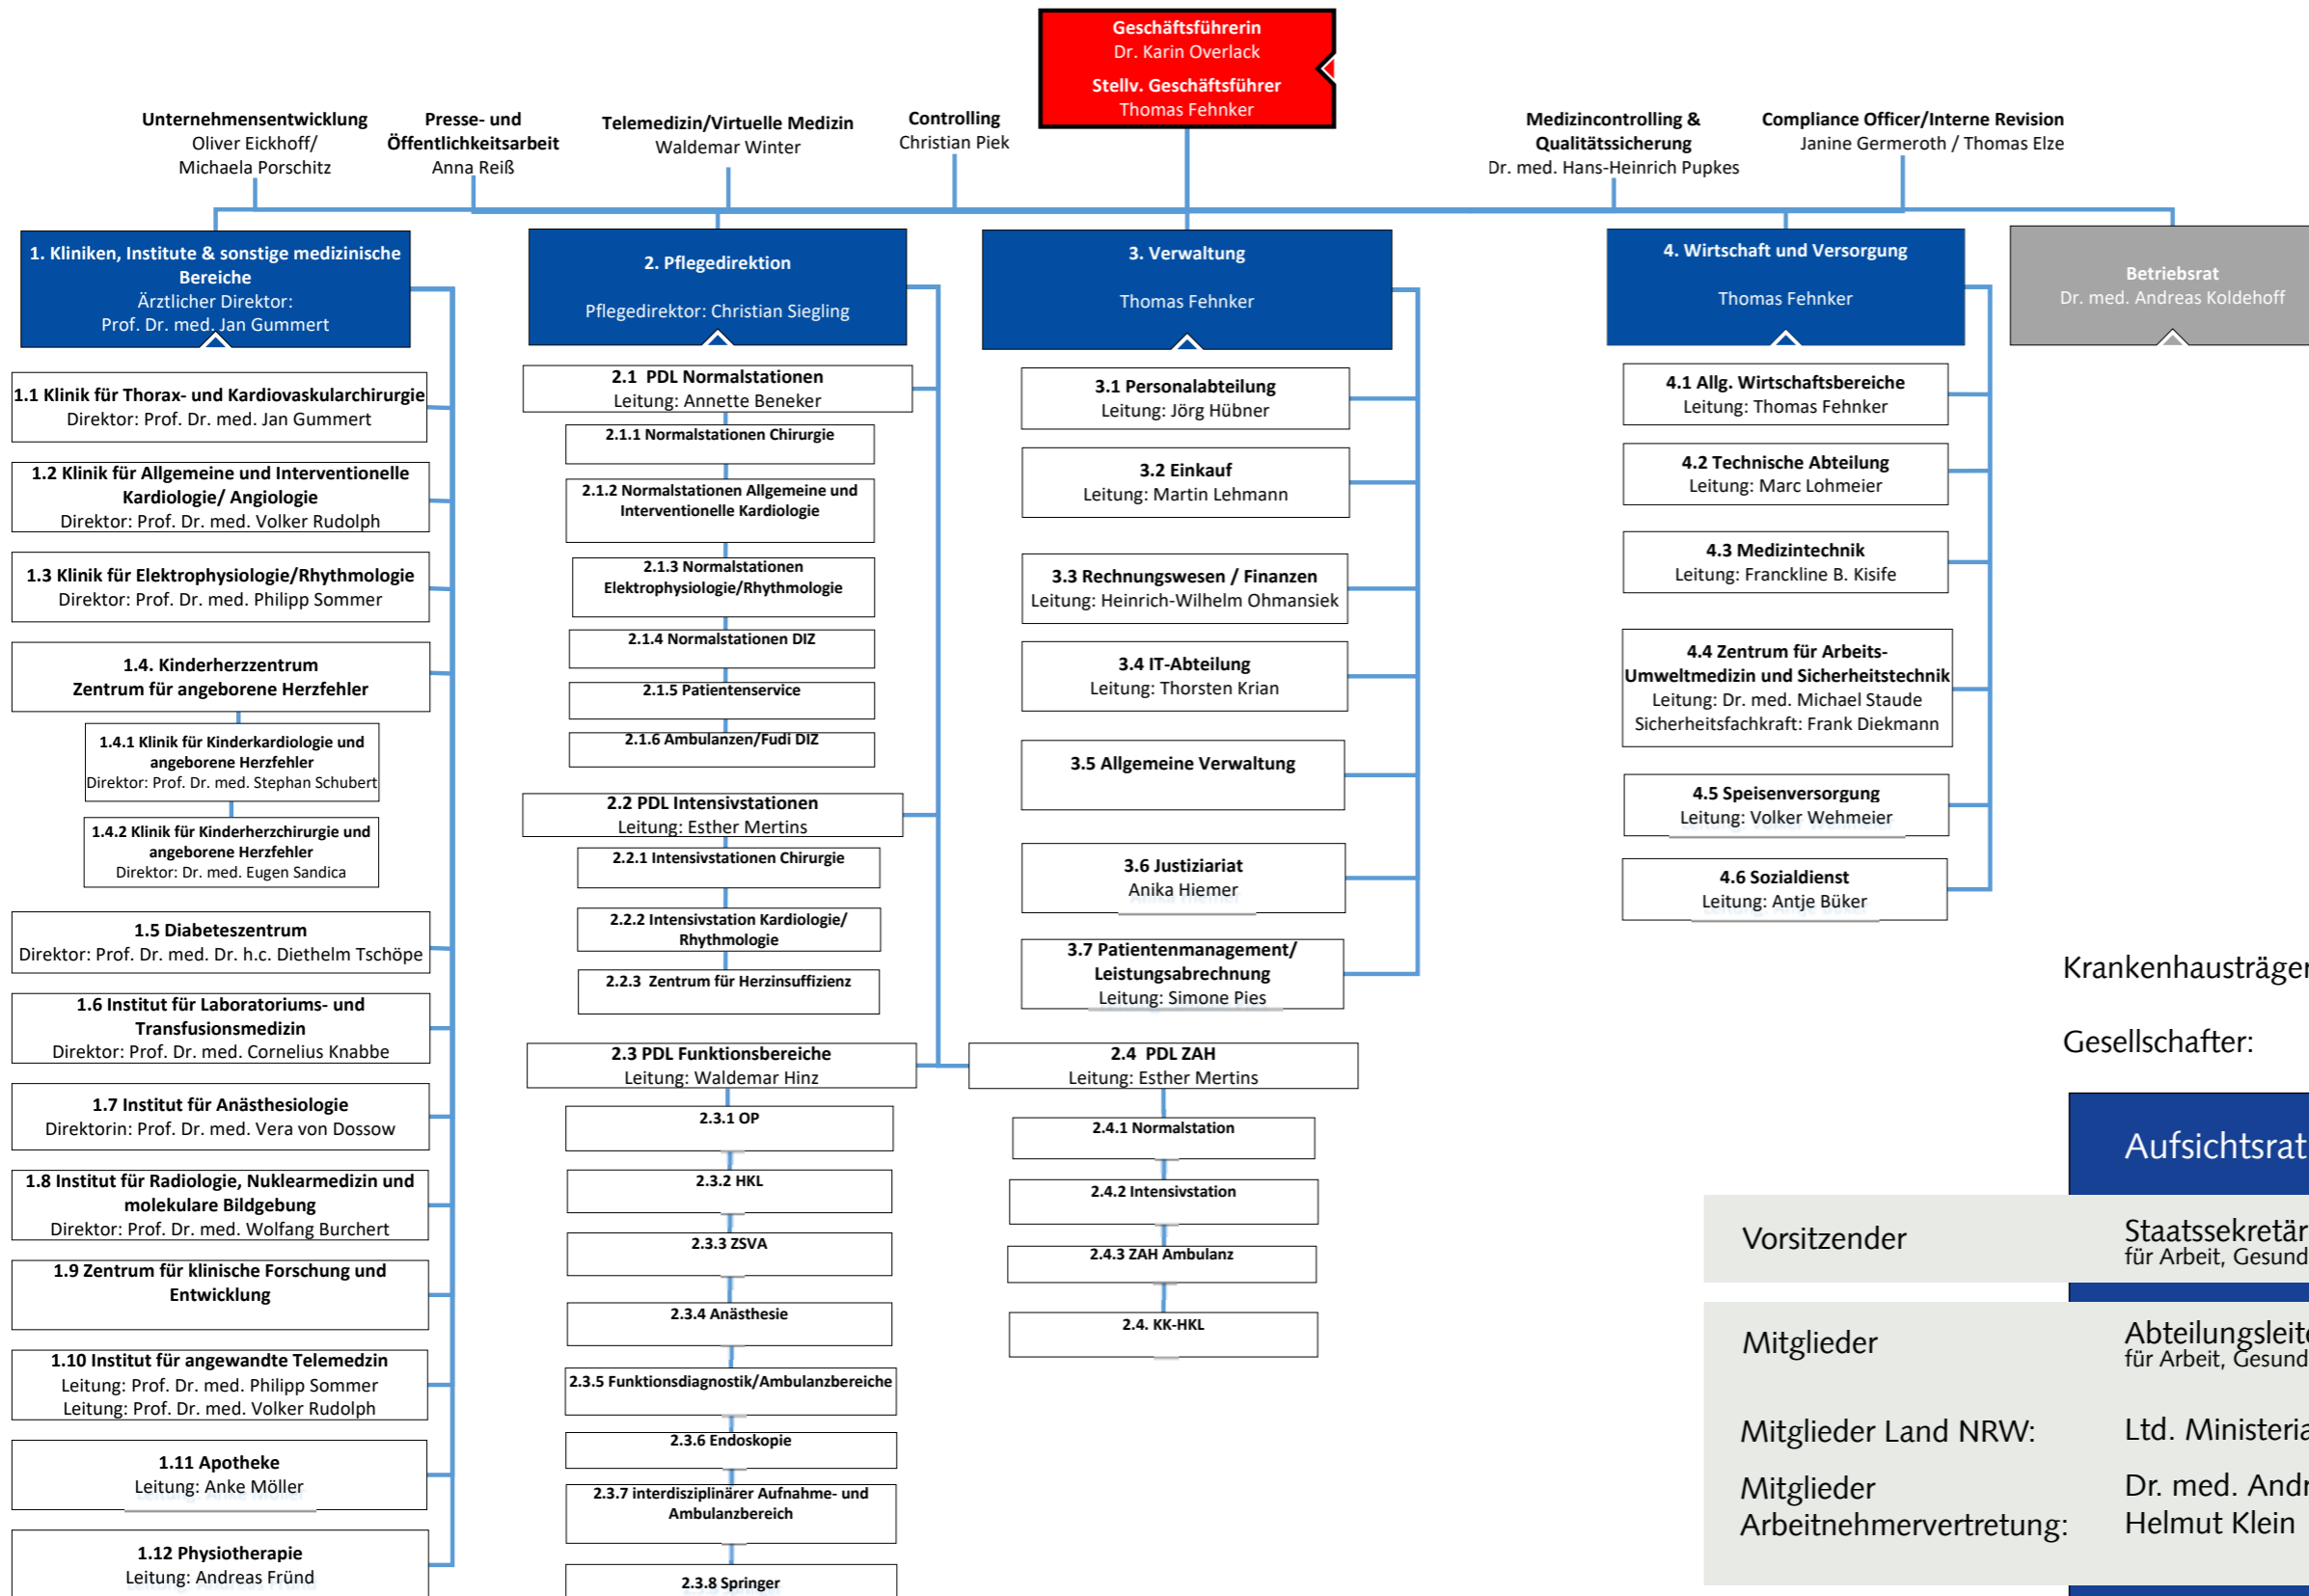 Geschäftsführerin
Dr. Karin Overlack
Stellv. Geschäftsführer
Thomas Fehnker
Unternehmensentwicklung
Oliver Eickhoff/
Michaela Porschitz
Presse- und
Öffentlichkeitsarbeit
Anna Reiß
Telemedizin/Virtuelle Medizin
Waldemar Winter
Controlling
Christian Piek
Medizincontrolling &
Qualitätssicherung
Dr. med. Hans-Heinrich Pupkes
Compliance Officer/Interne Revision
Janine Germeroth / Thomas Elze
1. Kliniken, Institute & sonstige medizinische
Bereiche
Ärztlicher Direktor:
Prof. Dr. med. Jan Gummert
1.1 Klinik für Thorax- und Kardiovaskularchirurgie
Direktor: Prof. Dr. med. Jan Gummert
1.2 Klinik für Allgemeine und Interventionelle
Kardiologie/ Angiologie
Direktor: Prof. Dr. med. Volker Rudolph
1.3 Klinik für Elektrophysiologie/Rhythmologie
Direktor: Prof. Dr. med. Philipp Sommer
1.4. Kinderherzzentrum
Zentrum für angeborene Herzfehler
1.4.1 Klinik für Kinderkardiologie und
angeborene Herzfehler
Direktor: Prof. Dr. med. Stephan Schubert
1.4.2 Klinik für Kinderherzchirurgie und
angeborene Herzfehler
Direktor: Dr. med. Eugen Sandica
1.5 Diabeteszentrum
Direktor: Prof. Dr. med. Dr. h.c. Diethelm Tschöpe
1.6 Institut für Laboratoriums- und
Transfusionsmedizin
Direktor: Prof. Dr. med. Cornelius Knabbe
1.7 Institut für Anästhesiologie
Direktorin: Prof. Dr. med. Vera von Dossow
1.8 Institut für Radiologie, Nuklearmedizin und
molekulare Bildgebung
Direktor: Prof. Dr. med. Wolfang Burchert
1.9 Zentrum für klinische Forschung und
Entwicklung
1.10 Institut für angewandte Telemedzin
Leitung: Prof. Dr. med. Philipp Sommer
Leitung: Prof. Dr. med. Volker Rudolph
1.11 Apotheke
Leitung: Anke Möller
1.12 Physiotherapie
Leitung: Andreas Fründ
2. Pflegedirektion
Pflegedirektor: Christian Siegling
2.1 PDL Normalstationen
Leitung: Annette Beneker
2.1.1 Normalstationen Chirurgie
2.1.2 Normalstationen Allgemeine und
Interventionelle Kardiologie
2.1.3 Normalstationen
Elektrophysiologie/Rhythmologie
2.1.4 Normalstationen DIZ
2.1.5 Patientenservice
2.1.6 Ambulanzen/Fudi DIZ
2.2 PDL Intensivstationen
Leitung: Esther Mertins
2.2.1 Intensivstationen Chirurgie
2.2.2 Intensivstation Kardiologie/
Rhythmologie
2.2.3 Zentrum für Herzinsuffizienz
2.3 PDL Funktionsbereiche
Leitung: Waldemar Hinz
2.3.1 OP
2.3.2 HKL
2.3.3 ZSVA
2.3.4 Anästhesie
2.3.5 Funktionsdiagnostik/Ambulanzbereiche
2.3.6 Endoskopie
2.3.7 interdisziplinärer Aufnahme- und
Ambulanzbereich
2.3.8 Springer
2.4 PDL ZAH
Leitung: Esther Mertins
2.4.1 Normalstation
2.4.2 Intensivstation
2.4.3 ZAH Ambulanz
2.4. KK-HKL
3. Verwaltung
Thomas Fehnker
3.1 Personalabteilung
Leitung: Jörg Hübner
3.2 Einkauf
Leitung: Martin Lehmann
3.3 Rechnungswesen / Finanzen
Leitung: Heinrich-Wilhelm Ohmansiek
3.4 IT-Abteilung
Leitung: Thorsten Krian
3.5 Allgemeine Verwaltung
3.6 Justiziariat
Anika Hiemer
3.7 Patientenmanagement/
Leistungsabrechnung
Leitung: Simone Pies
4. Wirtschaft und Versorgung
Thomas Fehnker
4.1 Allg. Wirtschaftsbereiche
Leitung: Thomas Fehnker
4.2 Technische Abteilung
Leitung: Marc Lohmeier
4.3 Medizintechnik
Leitung: Franckline B. Kisife
4.4 Zentrum für Arbeits-
Umweltmedizin und Sicherheitstechnik
Leitung: Dr. med. Michael Staude
Sicherheitsfachkraft: Frank Diekmann
4.5 Speisenversorgung
Leitung: Volker Wehmeier
4.6 Sozialdienst
Leitung: Antje Büker
Betriebsrat
Dr. med. Andreas Koldehoff
Krankenhausträger
Gesellschafter:
Aufsichtsrat
Vorsitzender
Staatssekretär
für Arbeit, Gesund
Mitglieder
Abteilungsleite
für Arbeit, Gesund
Mitglieder Land NRW:
Ltd. Ministeria
Mitglieder
Arbeitnehmervertretung:
Dr. med. Andr
Helmut Klein